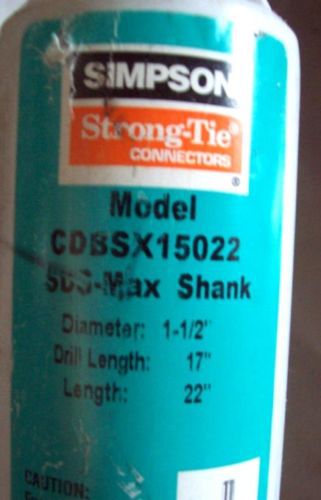 SIMPSON
Strong-Tie®
CONNECTORS
®
Model
CDBSX15022
SDS-Max Shank
Diameter: 1-1/2"
Drill Length: 17"
Length: 22"
CAUTION: